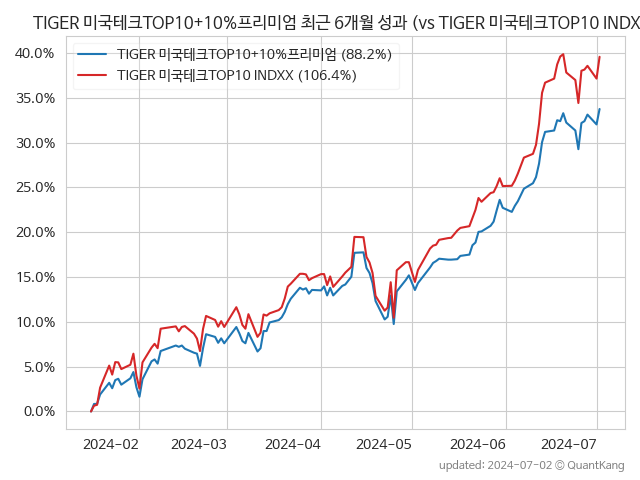 TIGER 미국테크TOP10+10%프리미엄 최근 6개월 성과 (vs TIGER 미국테크TOP10 INDX
40.0%
TIGER 미국테크TOP10+10%프리미엄 (88.2%)
TIGER 미국테크TOP10 INDXX (106.4%)
35.0%
30.0%
25.0%
20.0%
15.0%
10.0%
5.0%
0.0%
2024-02 2024-03 2024-04 2024-05 2024-06 2024-07
updated: 2024-07-02 © QuantKang